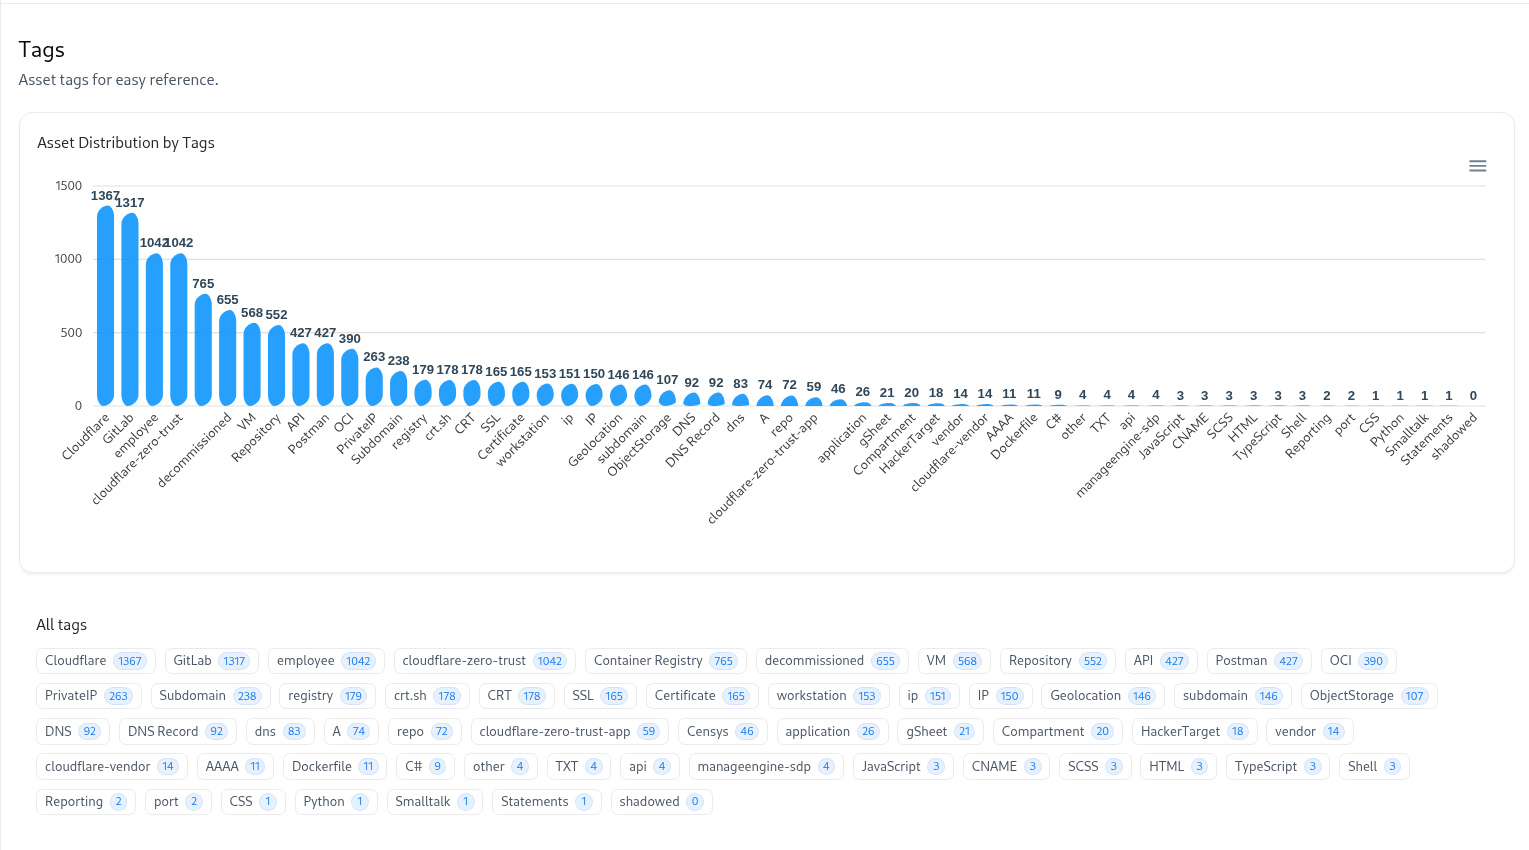 Tags
Asset tags for easy reference.
Asset Distribution by Tags
1500
1000
500
0
1367
1317
1042
1042
765
655
568
552
427
427
390
263
238
179
178
178
165
165
153
151
150
146
146
107
92
92
83
74
72
59
46
26
21
20
18
14
14
11
11
9
4
4
4
4
3
3
3
3
3
3
2
2
1
1
1
1
0
Cloudflare
GitLab
employee
cloudflare-zero-trust
decommissioned
VM
Repository
API
Postman
OCI
PrivateIP
Subdomain
registry
crt.sh
CRT
SSL
Certificate
workstation
ip
IP
Geolocation
subdomain
ObjectStorage
DNS
DNS Record
dns
A
repo
cloudflare-zero-trust-app
application
gSheet
Compartment
HackerTarget
vendor
cloudflare-vendor
AAAA
Dockerfile
C#
other
TXT
api
manageengine-sdp
JavaScript
CNAME
SCSS
HTML
TypeScript
Shell
Reporting
port
CSS
Python
Smalltalk
Statements
shadowed
All tags
Cloudflare 1367 GitLab 1317 employee 1042 cloudflare-zero-trust 1042 Container Registry 765 decommissioned 655 VM 568 Repository 552 API 427 Postman 427 OCI 390
PrivateIP 263 Subdomain 238 registry 179 crt.sh 178 CRT 178 SSL 165 Certificate 165 workstation 153 ip 151 IP 150 Geolocation 146 subdomain 146 ObjectStorage 107
DNS 92 DNS Record 92 dns 83 A 74 repo 72 cloudflare-zero-trust-app 59 Censys 46 application 26 gSheet 21 Compartment 20 HackerTarget 18 vendor 14
cloudflare-vendor 14 AAAA 11 Dockerfile 11 C# 9 other 4 TXT 4 api 4 manageengine-sdp 4 JavaScript 3 CNAME 3 SCSS 3 HTML 3 TypeScript 3 Shell 3
Reporting 2 port 2 CSS 1 Python 1 Smalltalk 1 Statements 1 shadowed 0